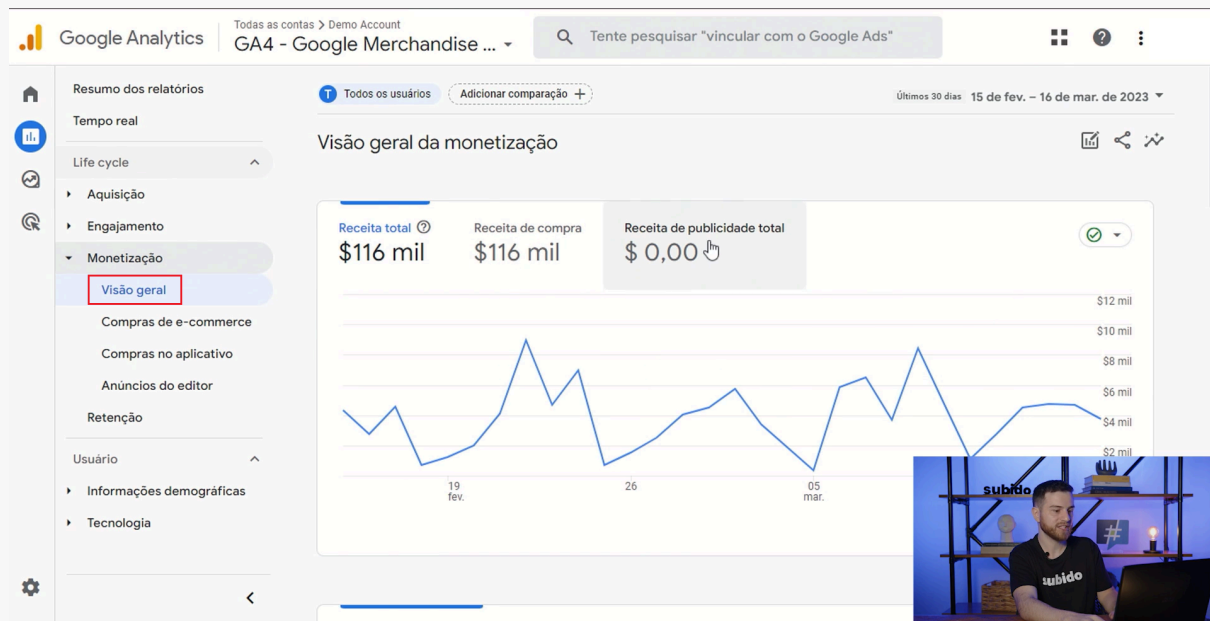 Google Analytics
Todas as contas > Demo Account
GA4 - Google Merchandise ...
Tente pesquisar "vincular com o Google Ads"
Resumo dos relatórios
Tempo real
Life cycle
Aquisição
Engajamento
Monetização
Visão geral
Compras de e-commerce
Compras no aplicativo
Anúncios do editor
Retenção
Usuário
Informações demográficas
Tecnologia
T Todos os usuários
Adicionar comparação +
Últimos 30 dias 15 de fev. – 16 de mar. de 2023
Visão geral da monetização
Receita total
$116 mil
Receita de compra
$116 mil
Receita de publicidade total
$ 0,00
$12 mil
$10 mil
$8 mil
$6 mil
$4 mil
$2 mil
19
fev.
26
05
mar.
subido
#
subido